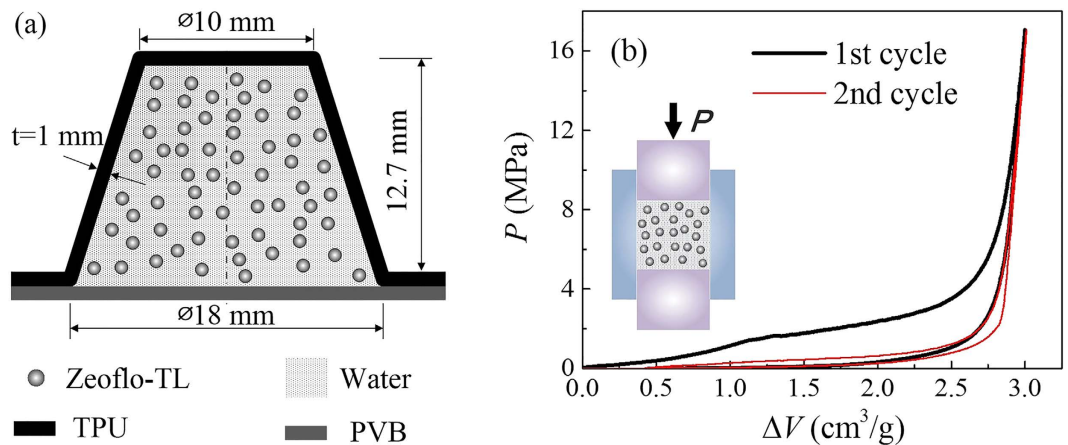 (a)
⌀10 mm
t=1 mm
12.7 mm
⌀18 mm
Zeoflo-TL
Water
TPU
PVB
(b)
1st cycle
2nd cycle
P
P (MPa)
16
12
8
4
0
0.0 0.5 1.0 1.5 2.0 2.5 3.0
ΔV (cm³/g)